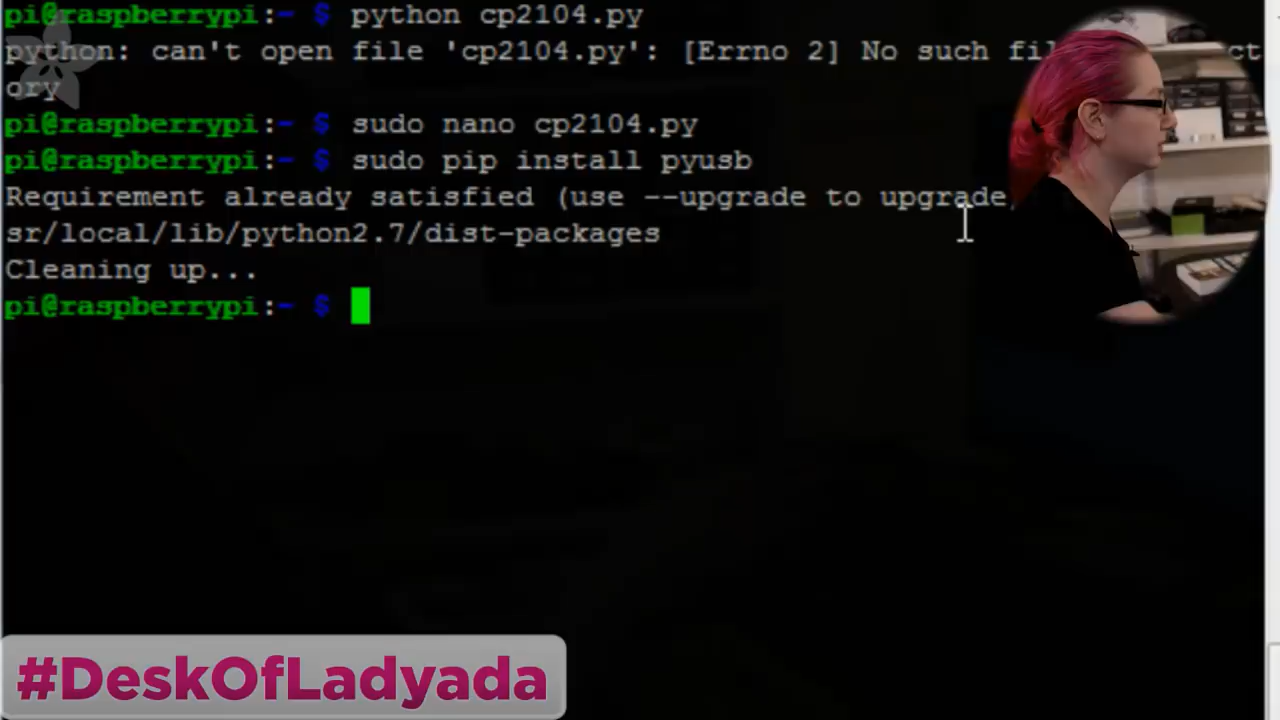 pi@raspberrypi:~ $ python cp2104.py
python: can't open file 'cp2104.py': [Errno 2] No such
ory
pi@raspberrypi:~ $ sudo nano cp2104.py
pi@raspberrypi:~ $ sudo pip install pyusb
Requirement already satisfied (use --upgrade to upgrade)
sr/local/lib/python2.7/dist-packages
Cleaning up...
pi@raspberrypi:~ $
#DeskOfLadyada